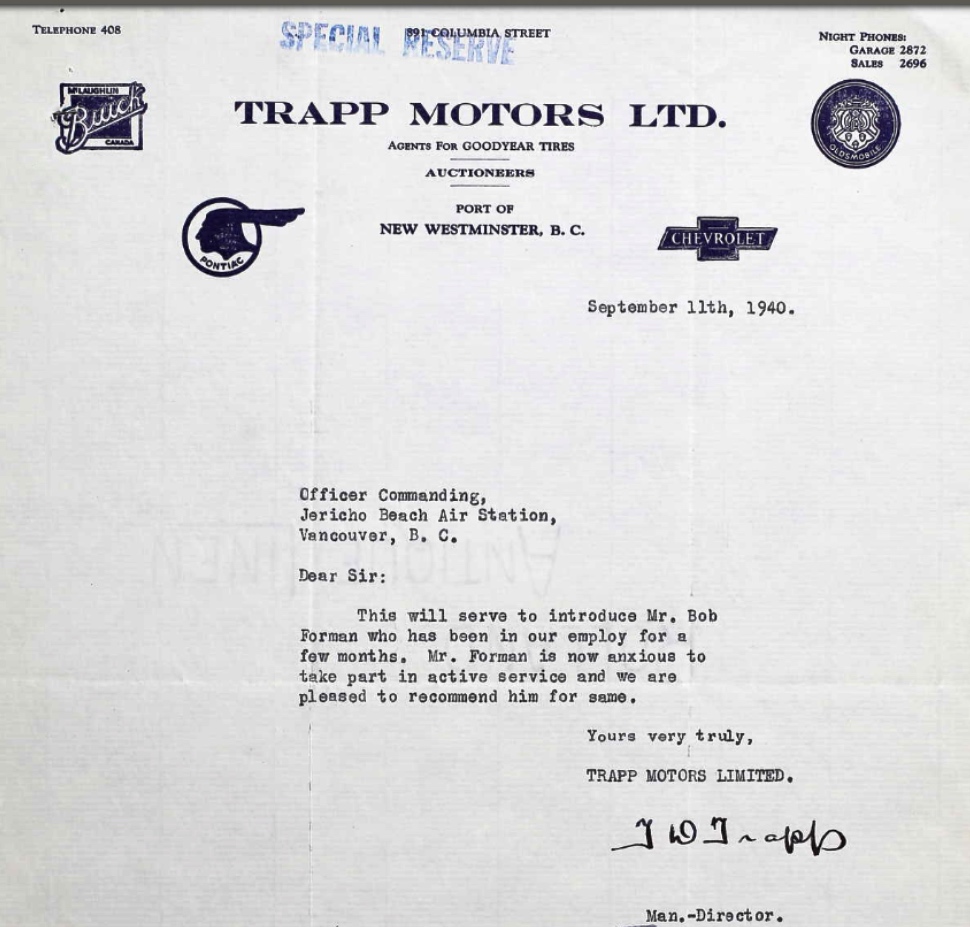 TELEPHONE 408
SPECIAL RESERVE
891 COLUMBIA STREET
NIGHT PHONES:
GARAGE 2872
SALES 2696
McLAUGHLIN
Buick
CANADA
TRAPP MOTORS LTD.
AGENTS FOR GOODYEAR TIRES
AUCTIONEERS
OLDSMOBILE
PORT OF
NEW WESTMINSTER, B. C.
PONTIAC
CHEVROLET
September 11th, 1940.
Officer Commanding,
Jericho Beach Air Station,
Vancouver, B. C.
Dear Sir:
This will serve to introduce Mr. Bob
Forman who has been in our employ for a
few months. Mr. Forman is now anxious to
take part in active service and we are
pleased to recommend him for same.
Yours very truly,
TRAPP MOTORS LIMITED.
T D Trapp
Man.-Director.